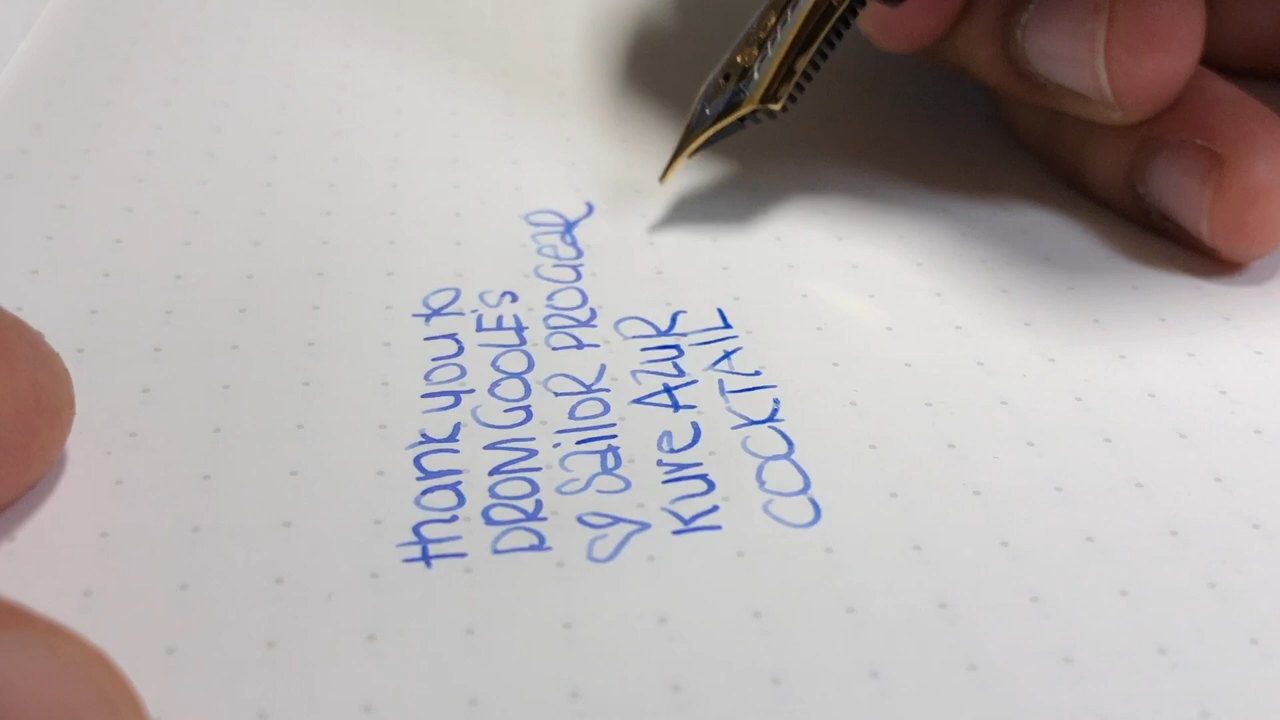 thank you to
DROMGOOLE'S
♡ Sailor PROGEAR
Kure AZUR
COCKTAIL